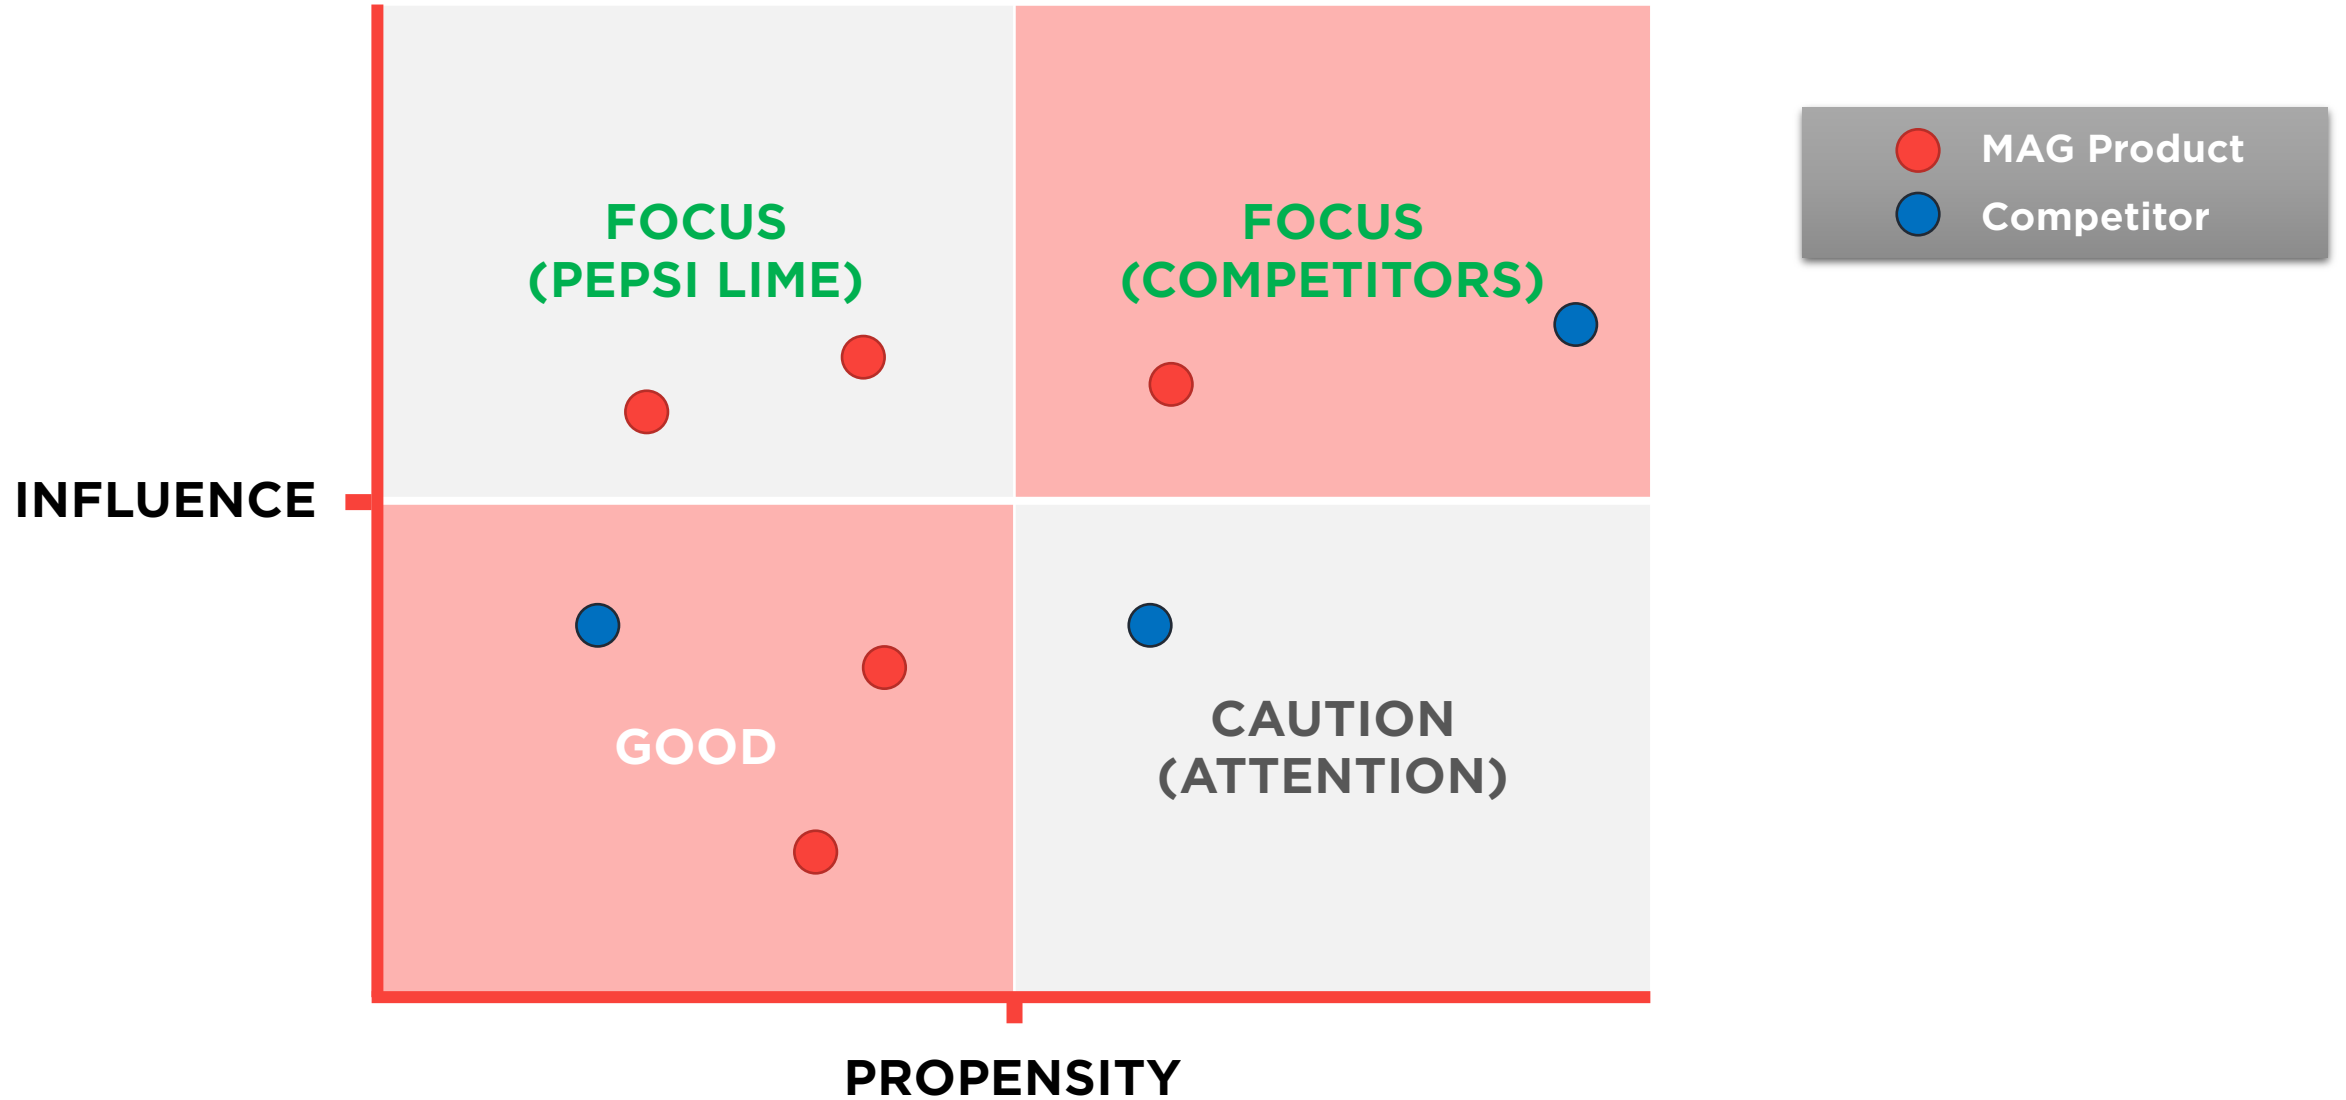 FOCUS
(PEPSI LIME)
FOCUS
(COMPETITORS)
MAG Product
Competitor
INFLUENCE
GOOD
CAUTION
(ATTENTION)
PROPENSITY